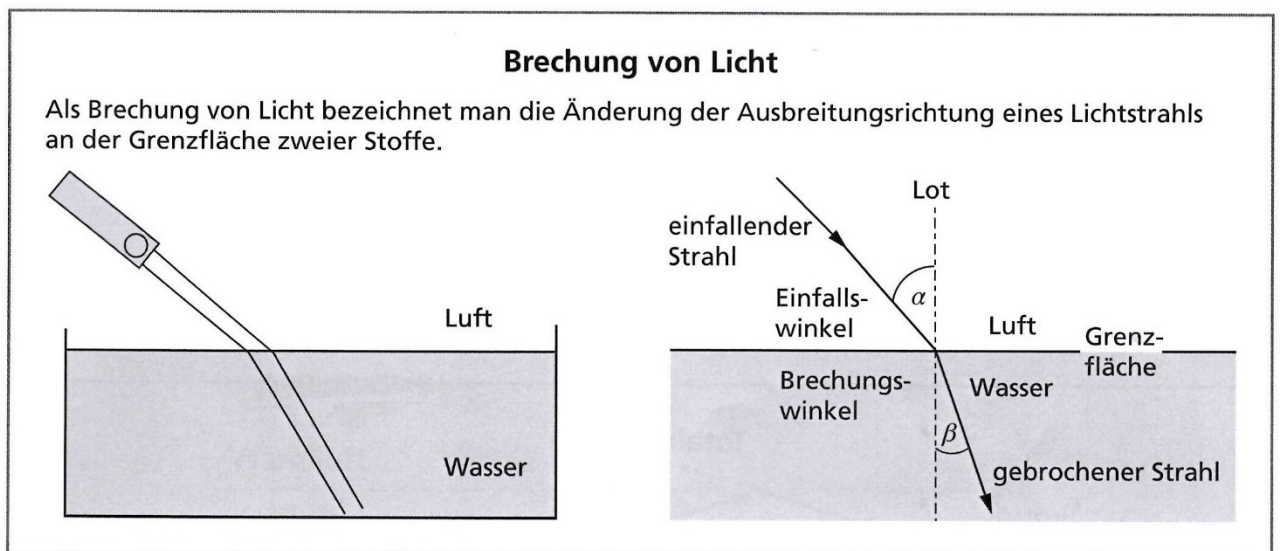 Brechung von Licht
Als Brechung von Licht bezeichnet man die Änderung der Ausbreitungsrichtung eines Lichtstrahls
an der Grenzfläche zweier Stoffe.
Luft
Wasser
Lot
einfallender
Strahl
α
Einfalls-
winkel
Luft
Grenz-
fläche
Brechungs-
winkel
Wasser
β
gebrochener Strahl